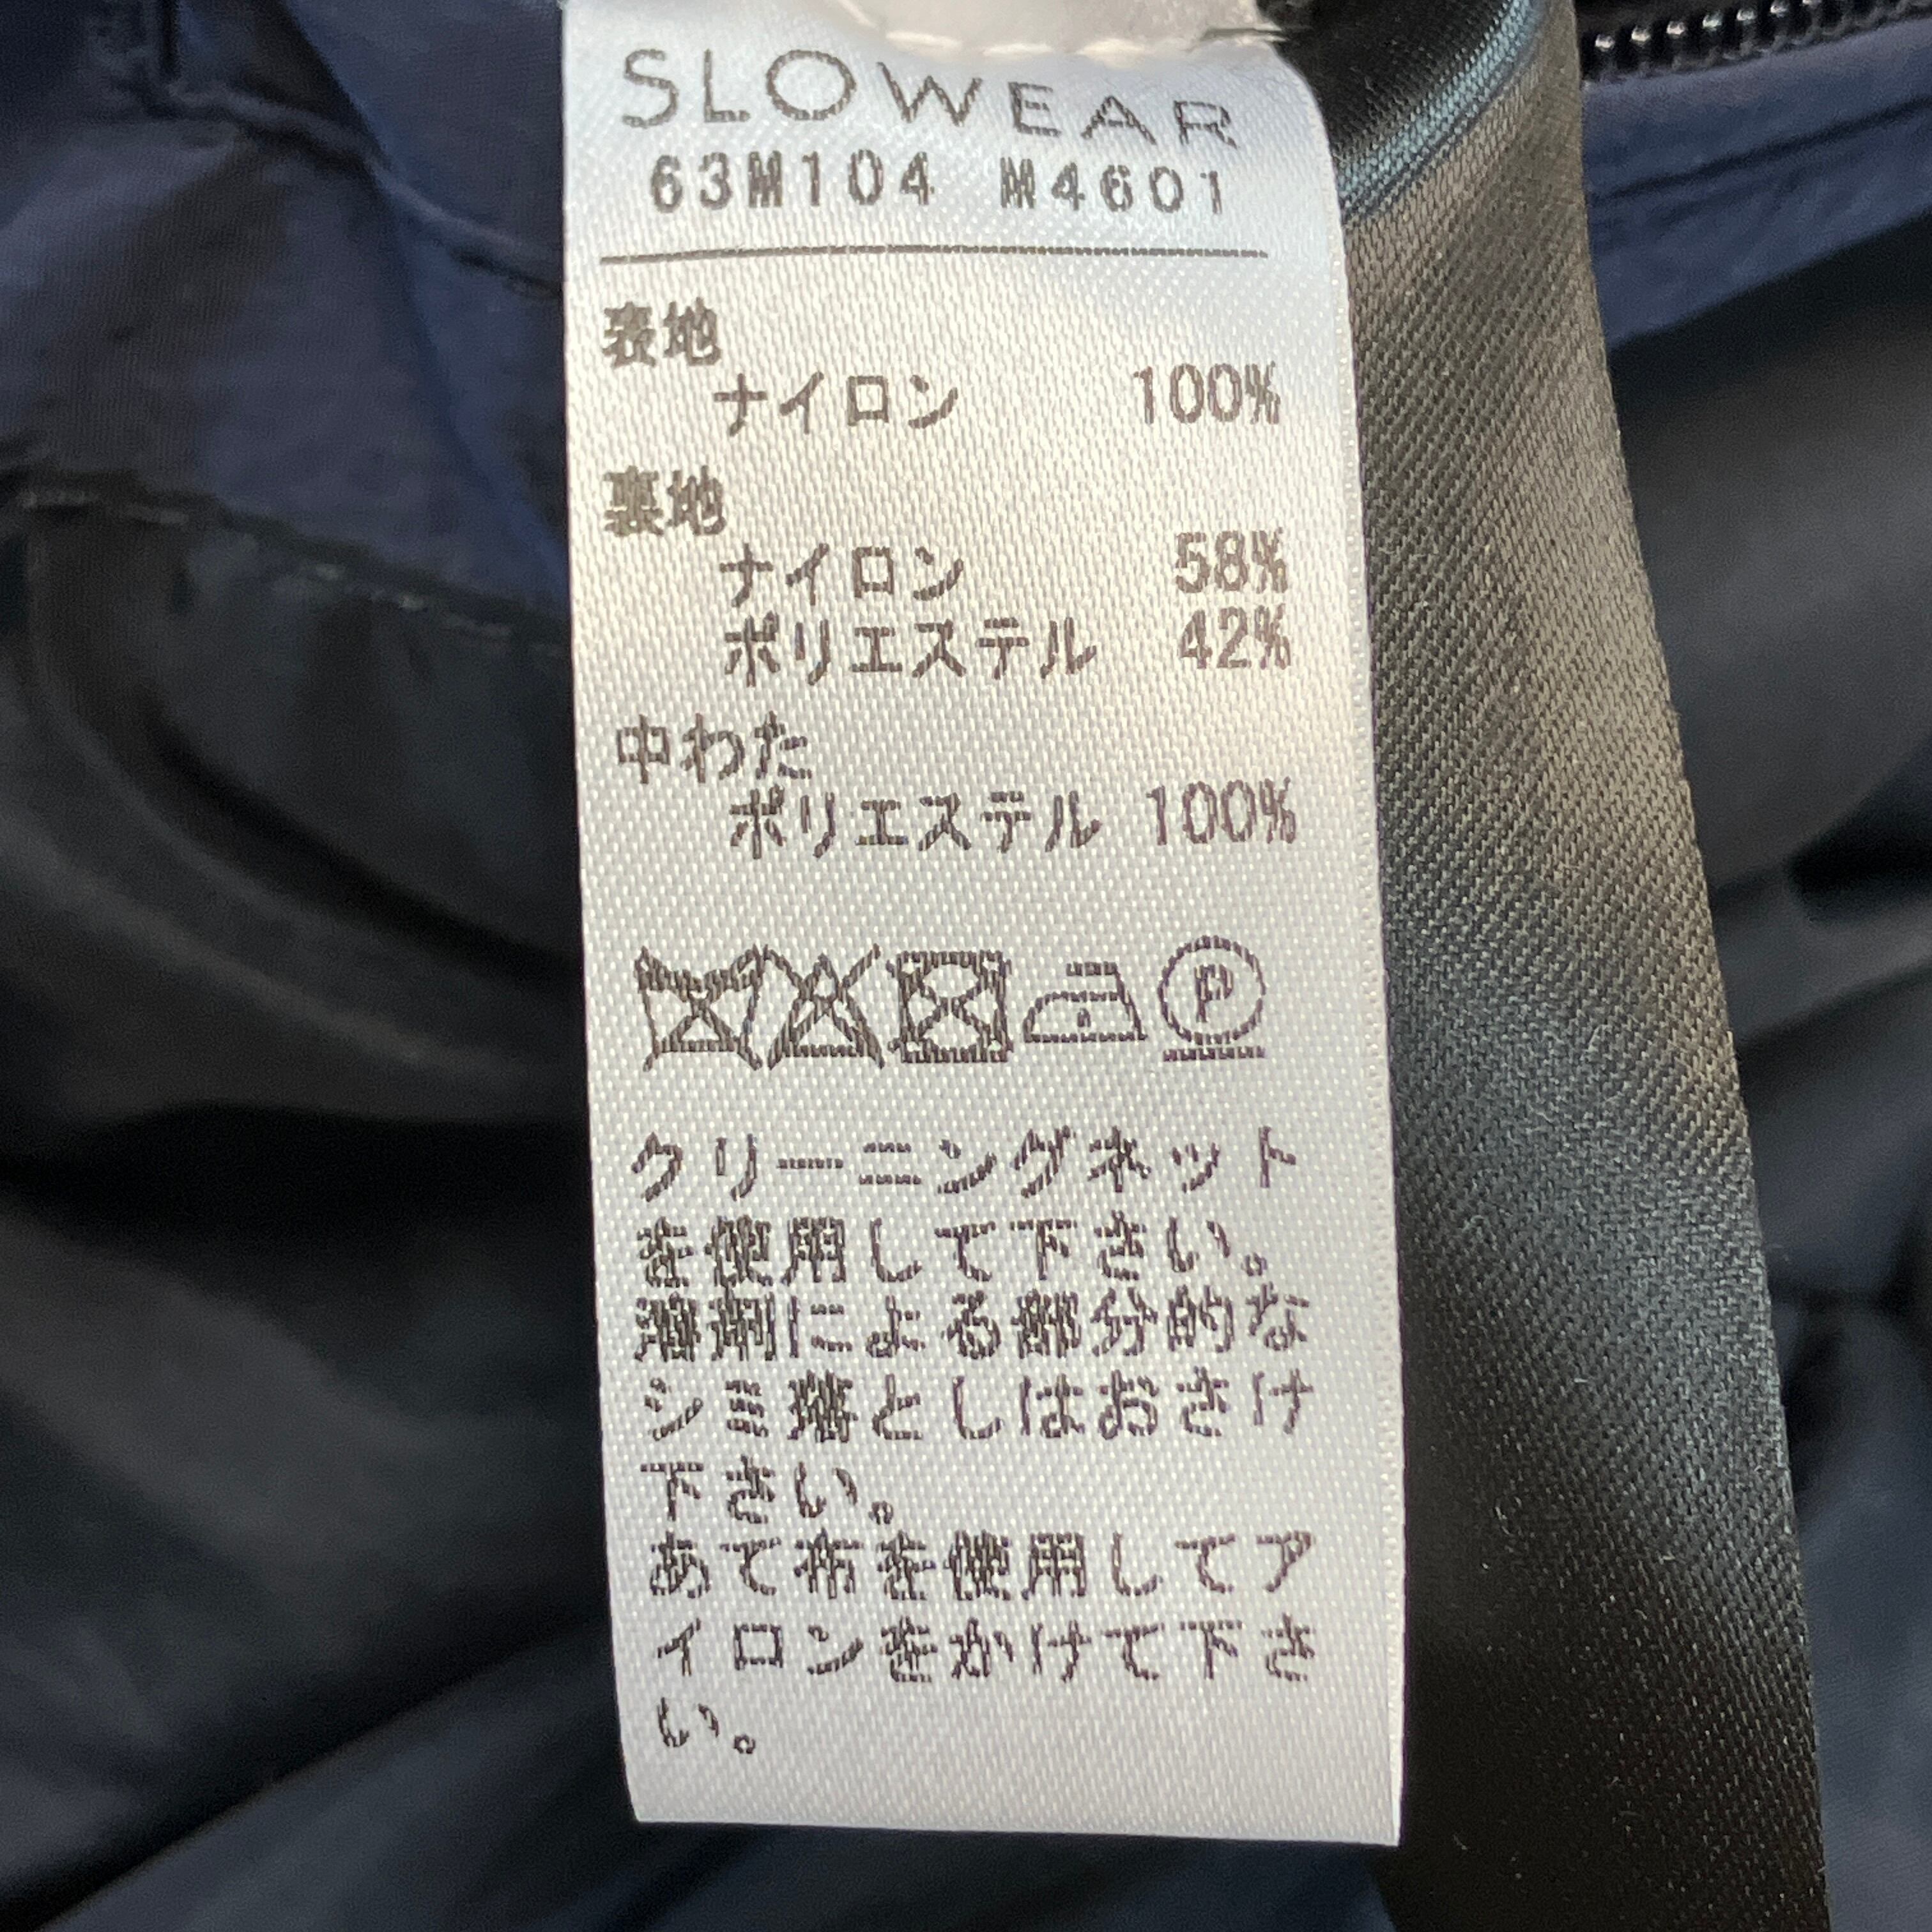 SLOWEAR
63M104 M4601
表地
ナイロン 100%
裏地
ナイロン 58%
ポリエステル 42%
中わた
ポリエステル 100%
P
クリーニングネット
を使用して下さい。
溶剤による部分的な
シミ落としはおさけ
下さい。
あて布を使用してア
イロンをかけて下さ
い。